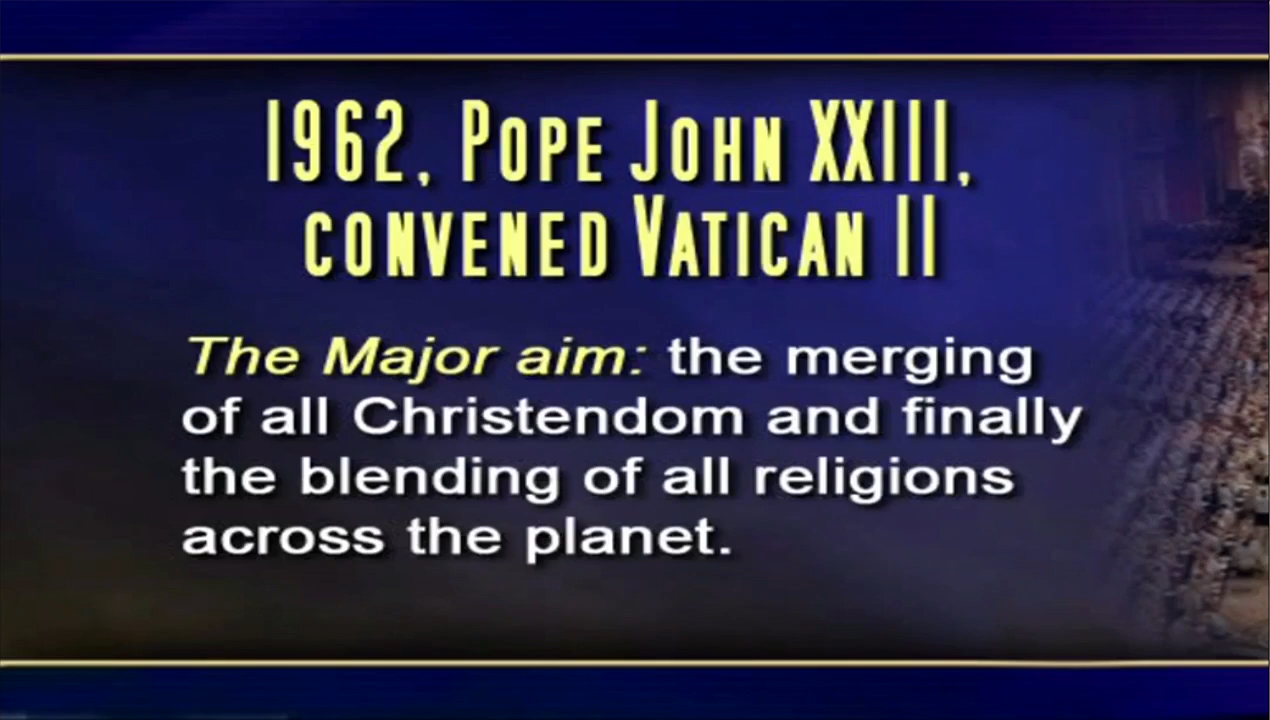 1962, Pope John XXIII,
convened Vatican II
The Major aim: the merging
of all Christendom and finally
the blending of all religions
across the planet.